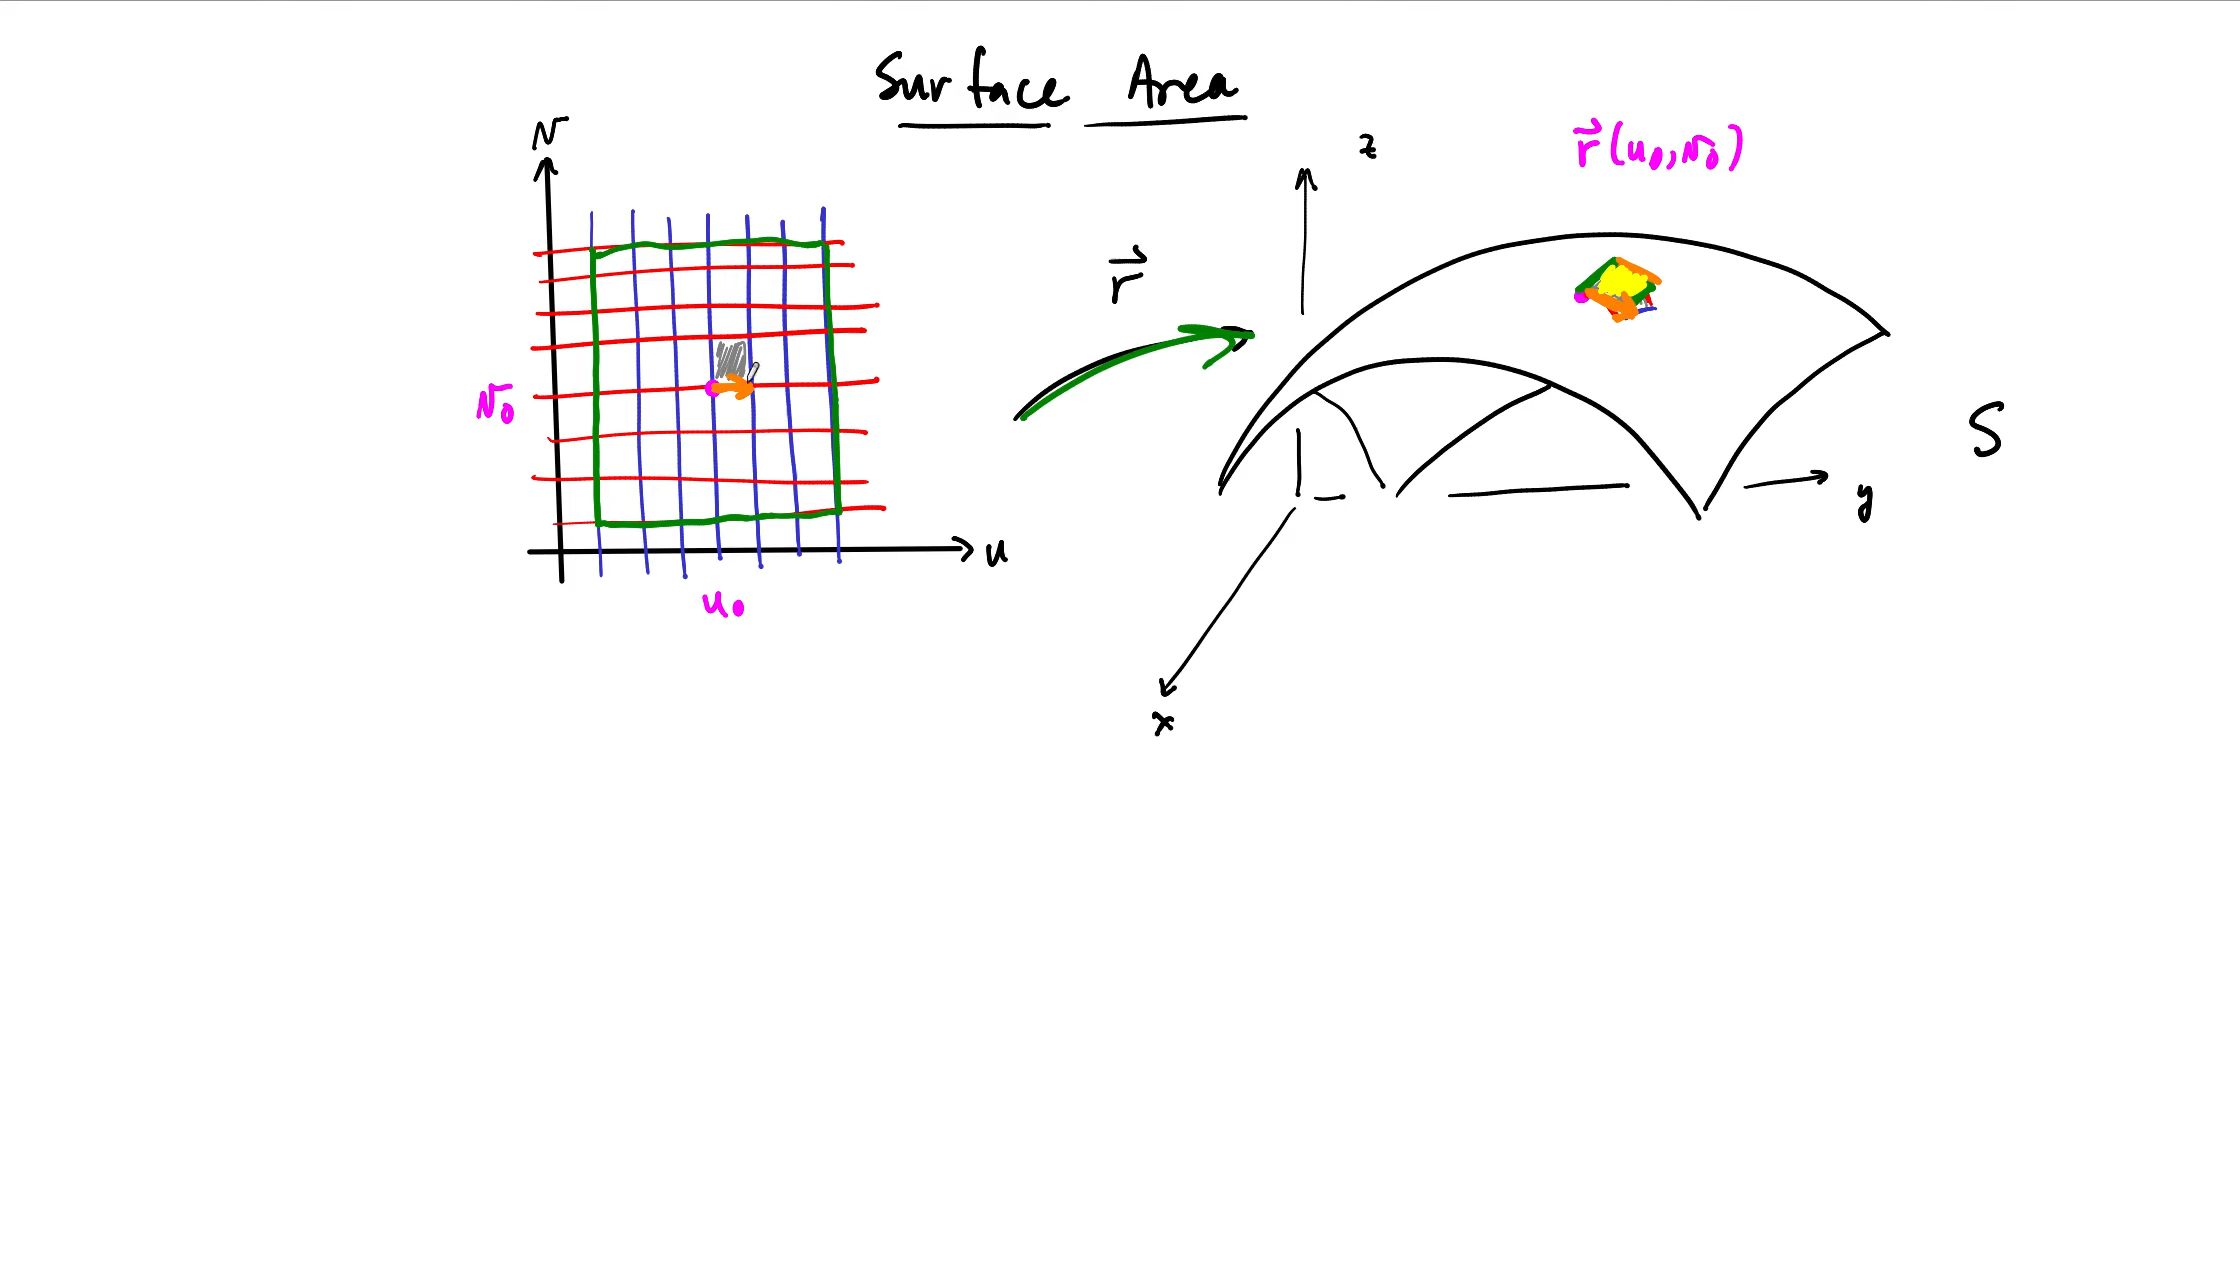 Surface Area
v
z
r⃗(u₀,v₀)
r⃗
v₀
S
y
u
u₀
x